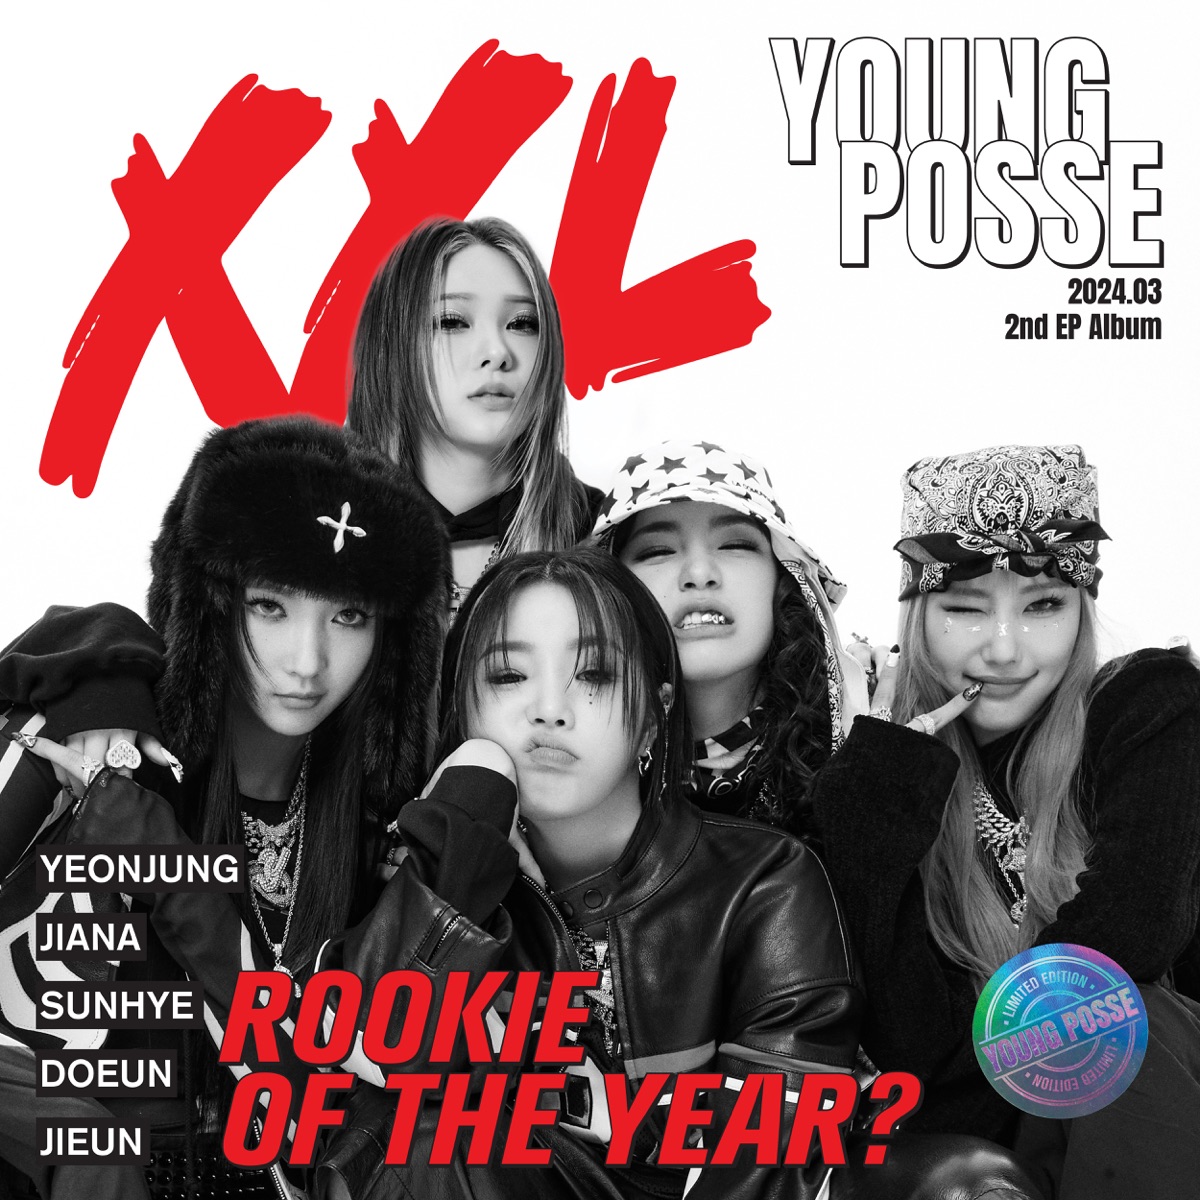 XXL
YOUNG
POSSE
2024.03
2nd EP Album
YEONJUNG
JIANA
SUNHYE
DOEUN
JIEUN
ROOKIE
OF THE YEAR?
LIMITED EDITION
YOUNG POSSE
LIMITED EDITION